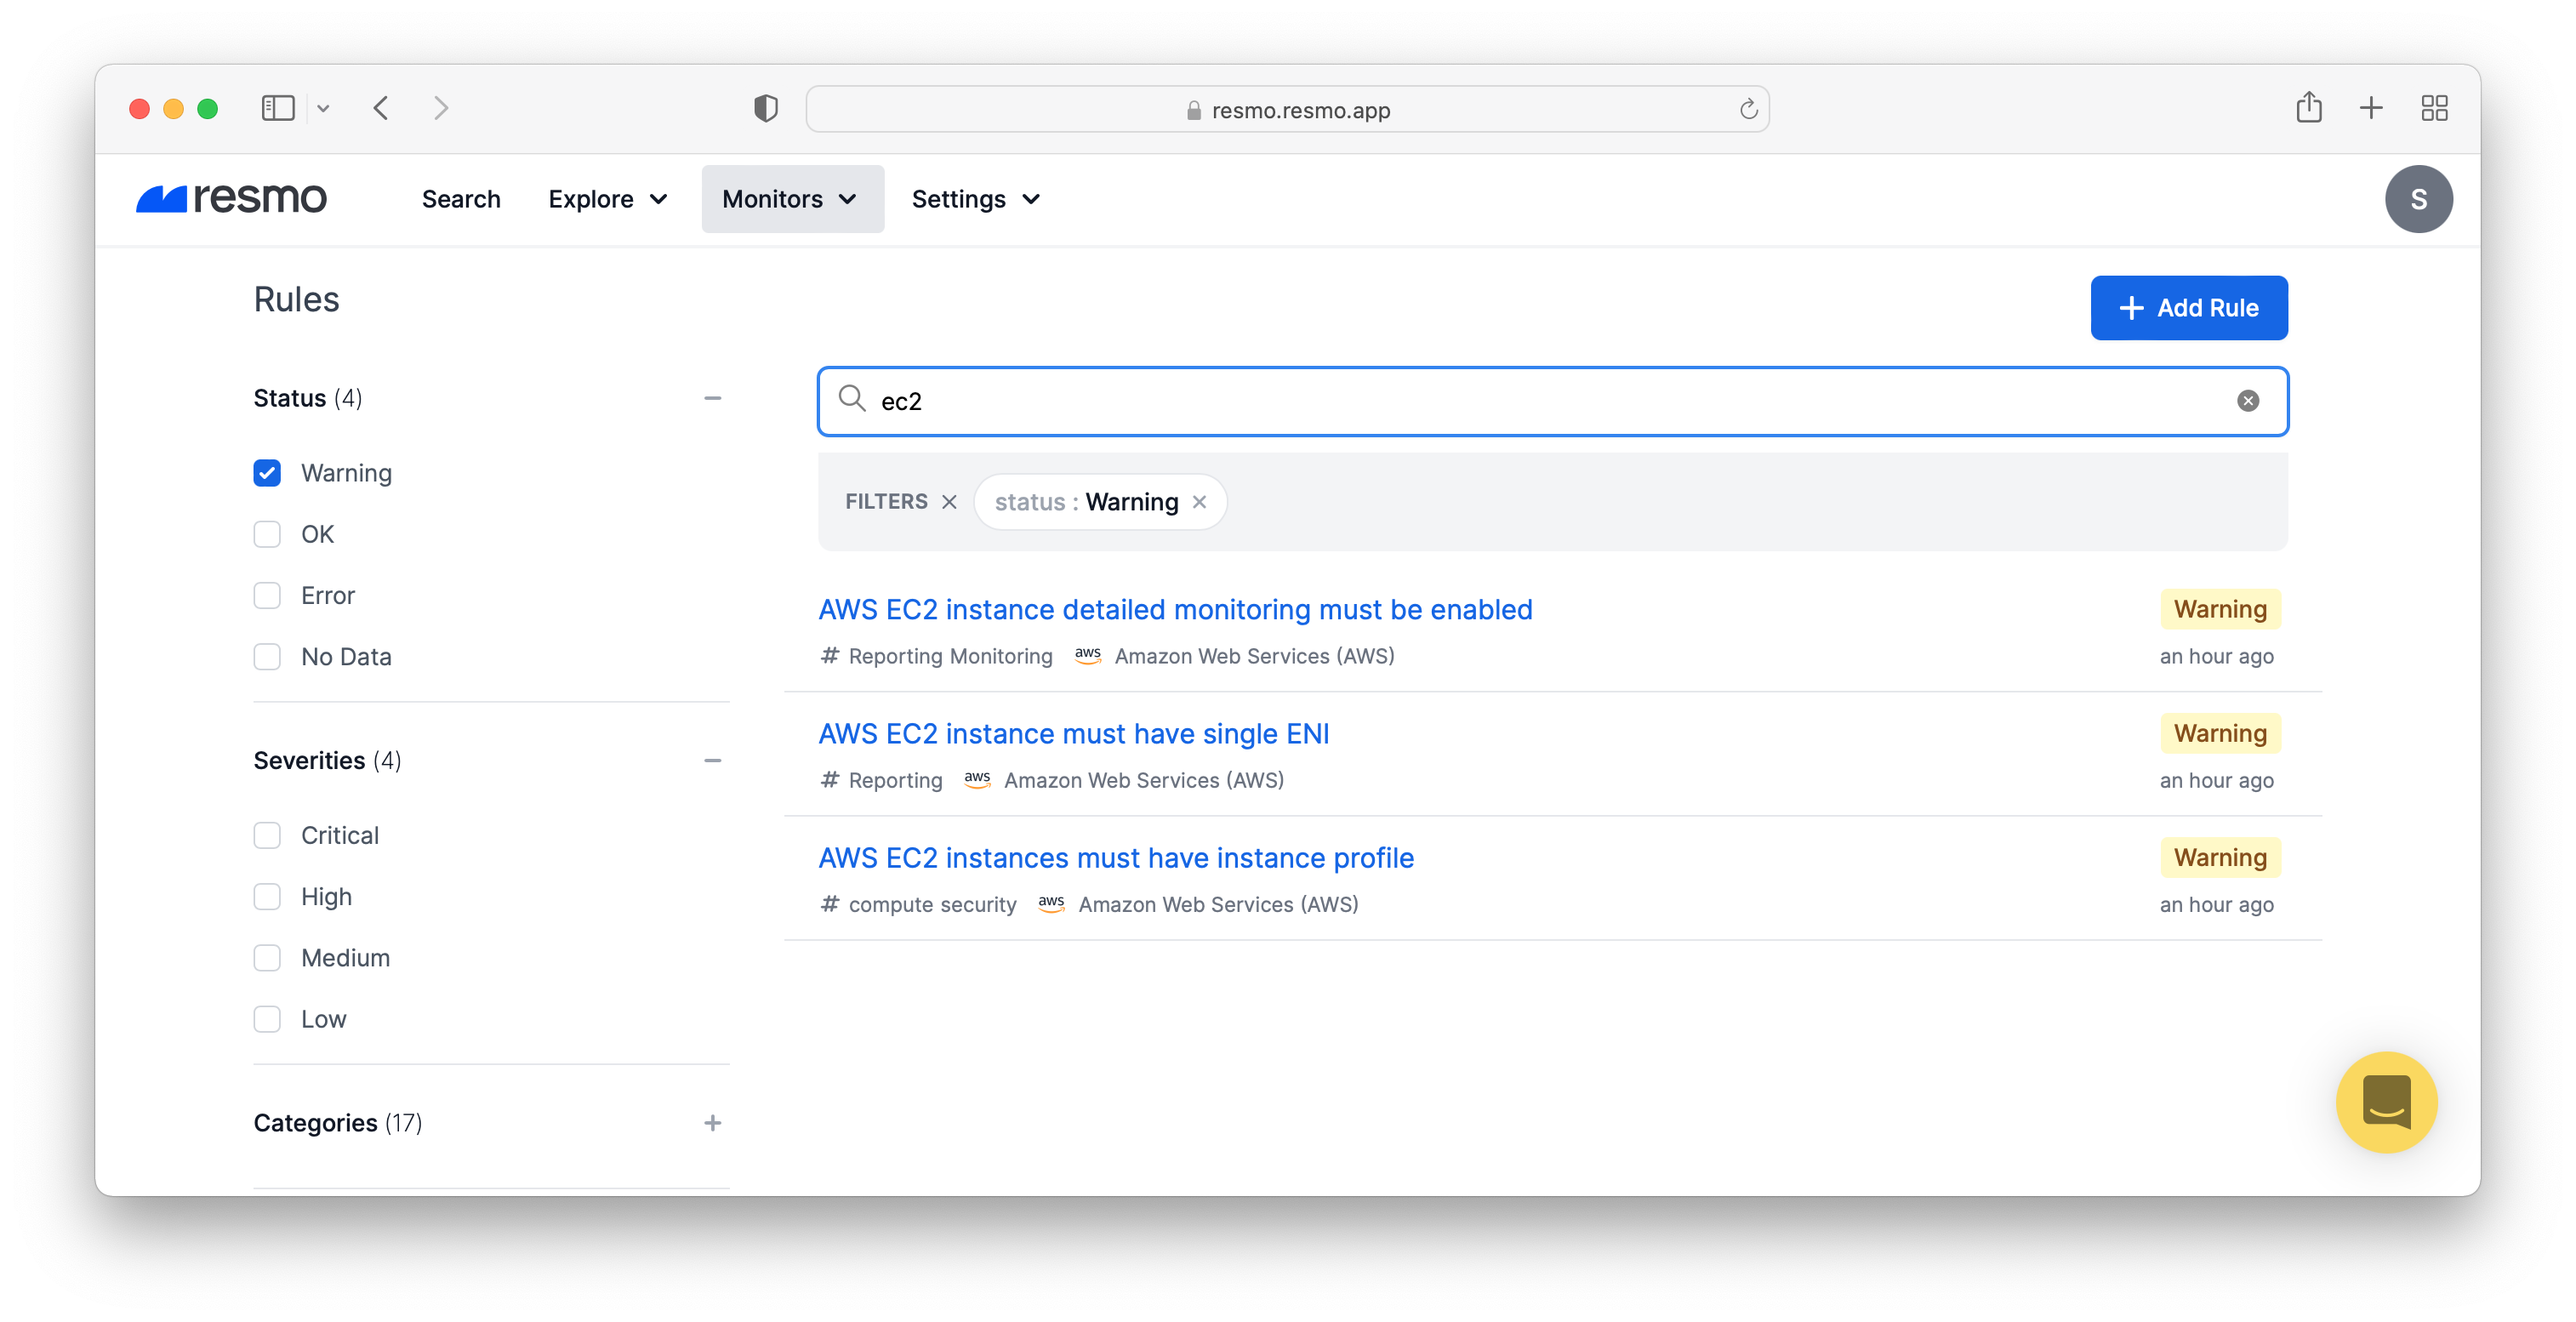 resmo.resmo.app
resmo
Search
Explore
Monitors
Settings
S
Rules
+ Add Rule
Status (4)
Warning
OK
Error
No Data
Severities (4)
Critical
High
Medium
Low
Categories (17)
ec2
FILTERS × status : Warning ×
AWS EC2 instance detailed monitoring must be enabled
Warning
# Reporting Monitoring aws Amazon Web Services (AWS)
an hour ago
AWS EC2 instance must have single ENI
Warning
# Reporting aws Amazon Web Services (AWS)
an hour ago
AWS EC2 instances must have instance profile
Warning
# compute security aws Amazon Web Services (AWS)
an hour ago